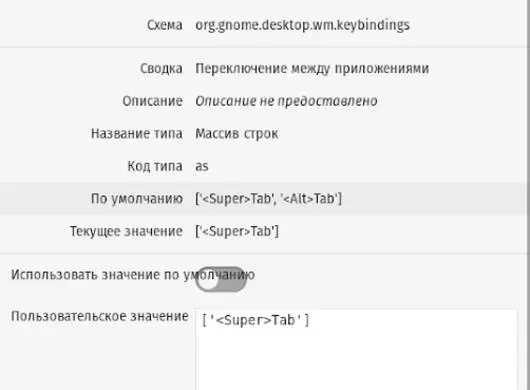 Схема org.gnome.desktop.wm.keybindings
Сводка Переключение между приложениями
Описание Описание не предоставлено
Название типа Массив строк
Код типа as
По умолчанию ['<Super>Tab', '<Alt>Tab']
Текущее значение ['<Super>Tab']
Использовать значение по умолчанию
Пользовательское значение ['<Super>Tab']